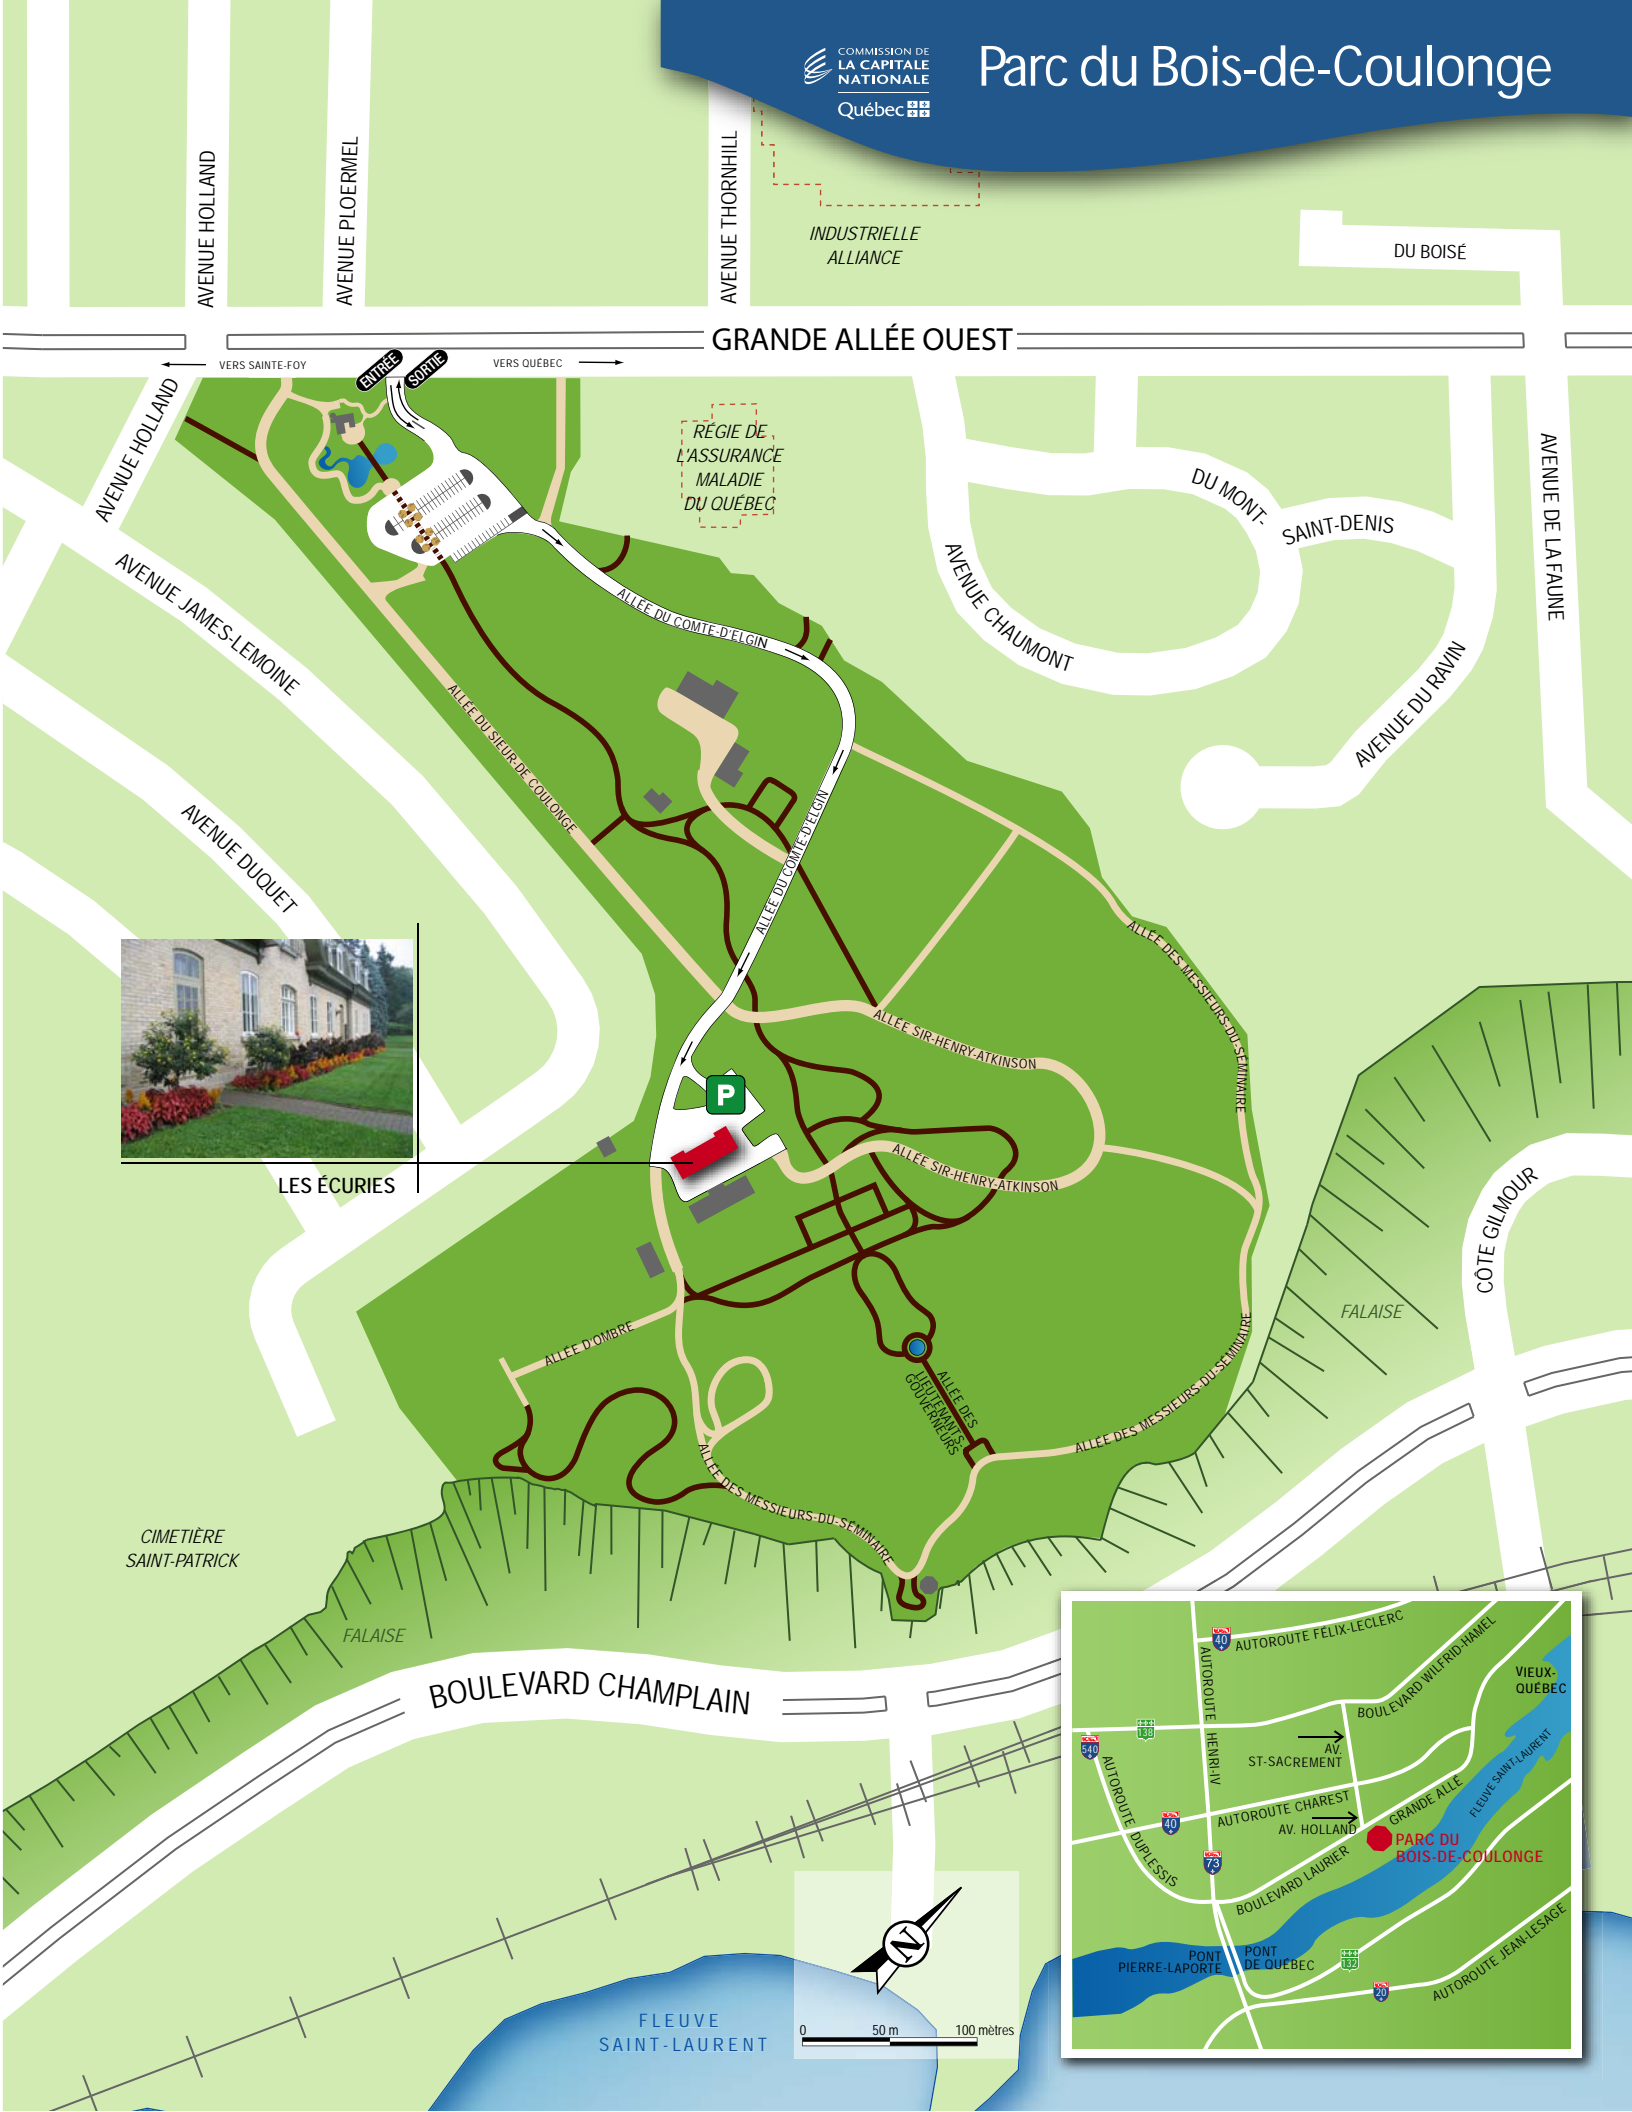 COMMISSION DE
LA CAPITALE
NATIONALE
Québec
Parc du Bois-de-Coulonge
AVENUE HOLLAND
AVENUE PLOERMEL
AVENUE THORNHILL
INDUSTRIELLE
ALLIANCE
DU BOISÉ
GRANDE ALLÉE OUEST
VERS SAINTE-FOY
ENTRÉE
SORTIE
VERS QUÉBEC
AVENUE HOLLAND
RÉGIE DE
L'ASSURANCE
MALADIE
DU QUÉBEC
DU MONT-
SAINT-DENIS
AVENUE DE LA FAUNE
AVENUE CHAUMONT
AVENUE DU RAVIN
AVENUE JAMES-LEMOINE
ALLÉE DU COMTE-D'ELGIN
ALLÉE DU SIEUR-DE COULONGE
AVENUE DUQUET
ALLÉE DU COMTE-D'ELGIN
ALLÉE DES MESSIEURS-DU-SÉMINAIRE
ALLÉE SIR-HENRY-ATKINSON
P
ALLÉE SIR-HENRY-ATKINSON
LES ÉCURIES
CÔTE GILMOUR
FALAISE
ALLÉE D'OMBRE
ALLÉE DES
LIEUTENANTS-
GOUVERNEURS
ALLÉE DES MESSIEURS-DU-SÉMINAIRE
ALLÉE DES MESSIEURS-DU-SÉMINAIRE
CIMETIÈRE
SAINT-PATRICK
FALAISE
BOULEVARD CHAMPLAIN
N
0 50 m 100 mètres
FLEUVE
SAINT-LAURENT
40
AUTOROUTE FÉLIX-LECLERC
BOULEVARD WILFRID-HAMEL
VIEUX-
QUÉBEC
AUTOROUTE HENRI-IV
138
540
AV.
ST-SACREMENT
FLEUVE SAINT-LAURENT
AUTOROUTE DUPLESSIS
40
AUTOROUTE CHAREST
GRANDE ALLÉ
AV. HOLLAND
PARC DU
BOIS-DE-COULONGE
73
BOULEVARD LAURIER
PONT
PIERRE-LAPORTE
PONT
DE QUÉBEC
132
20
AUTOROUTE JEAN-LESAGE